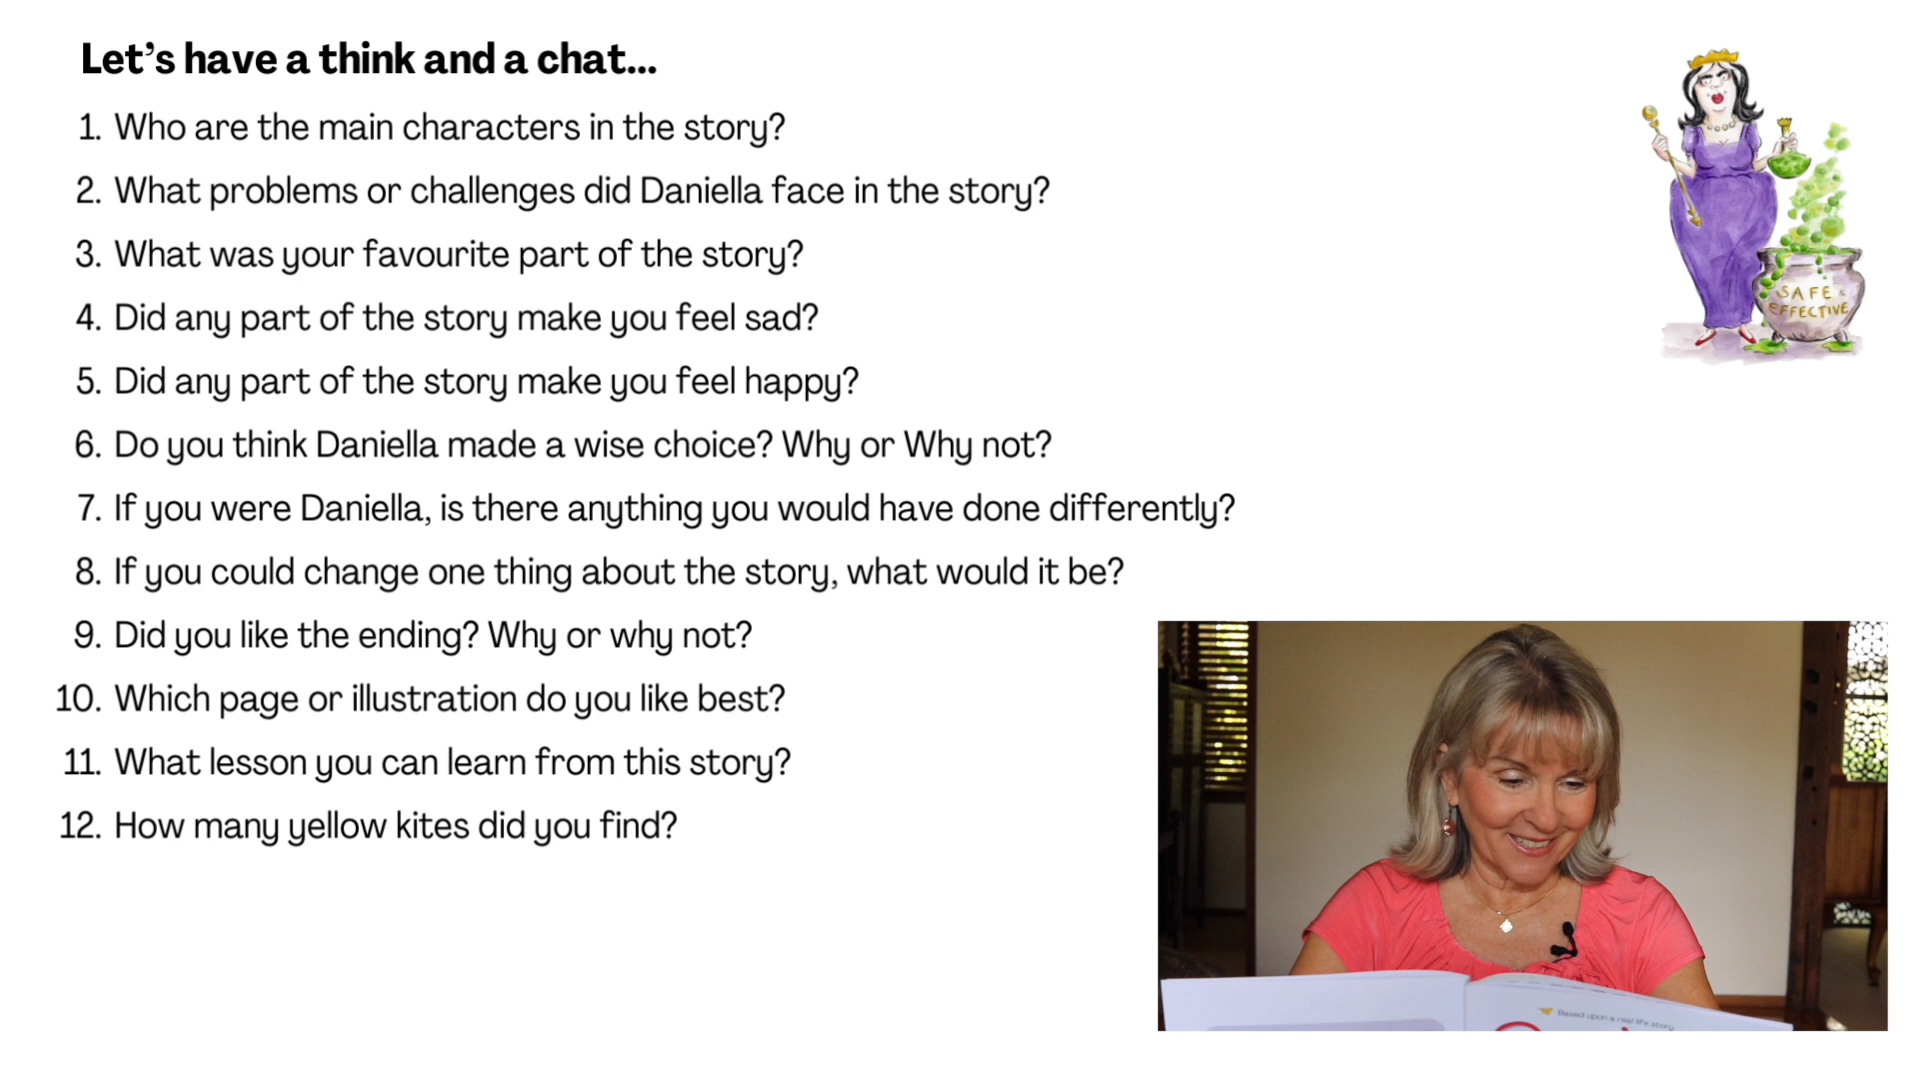 Let's have a think and a chat...
1. Who are the main characters in the story?
2. What problems or challenges did Daniella face in the story?
3. What was your favourite part of the story?
4. Did any part of the story make you feel sad?
5. Did any part of the story make you feel happy?
6. Do you think Daniella made a wise choice? Why or Why not?
7. If you were Daniella, is there anything you would have done differently?
8. If you could change one thing about the story, what would it be?
9. Did you like the ending? Why or why not?
10. Which page or illustration do you like best?
11. What lesson you can learn from this story?
12. How many yellow kites did you find?
SAFE &
EFFECTIVE
Based upon a real life story